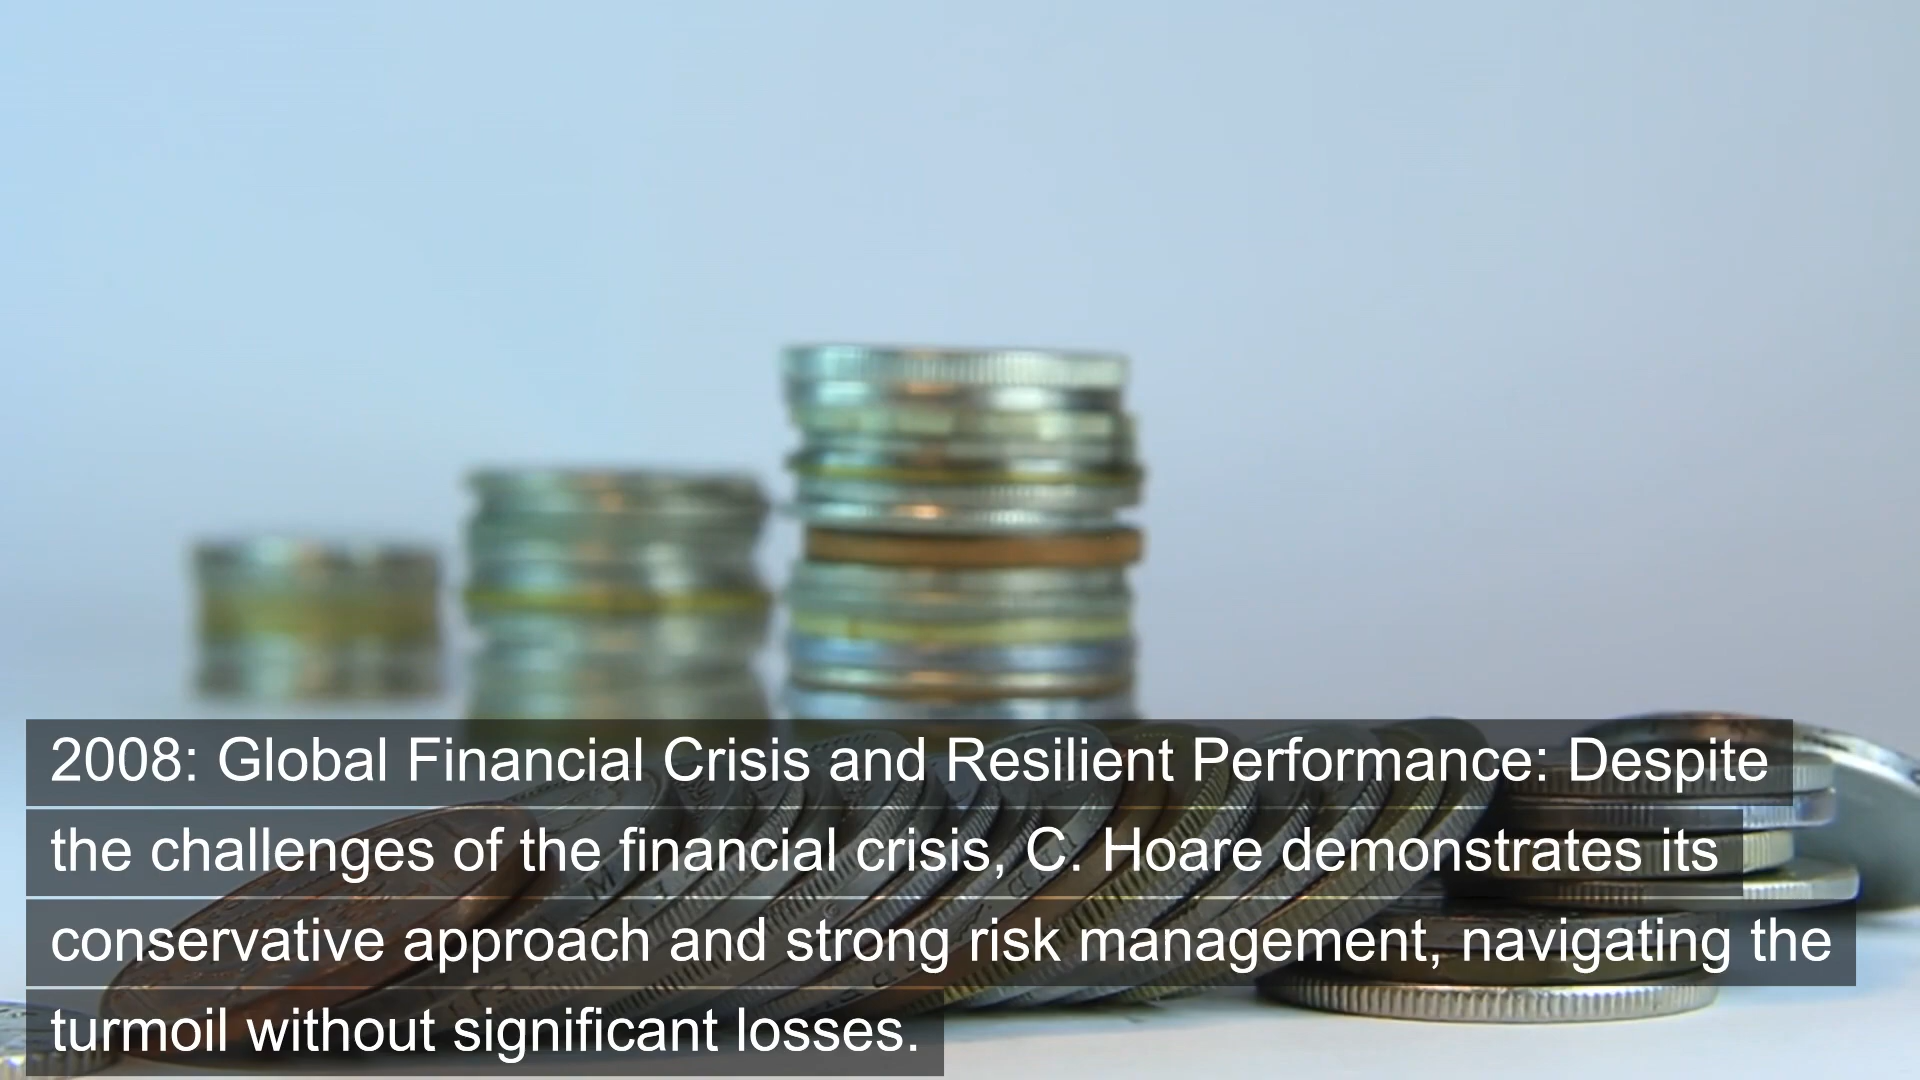 2008: Global Financial Crisis and Resilient Performance: Despite
the challenges of the financial crisis, C. Hoare demonstrates its
conservative approach and strong risk management, navigating the
turmoil without significant losses.